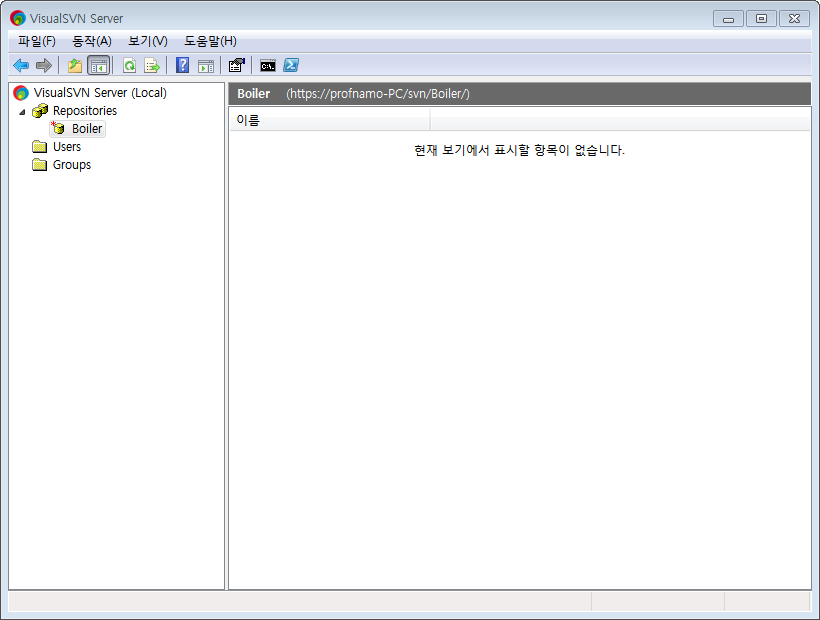 VisualSVN Server
파일(F) 동작(A) 보기(V) 도움말(H)
C:\.
VisualSVN Server (Local)
Repositories
Boiler
Users
Groups
Boiler (https://profnamo-PC/svn/Boiler/)
이름
현재 보기에서 표시할 항목이 없습니다.